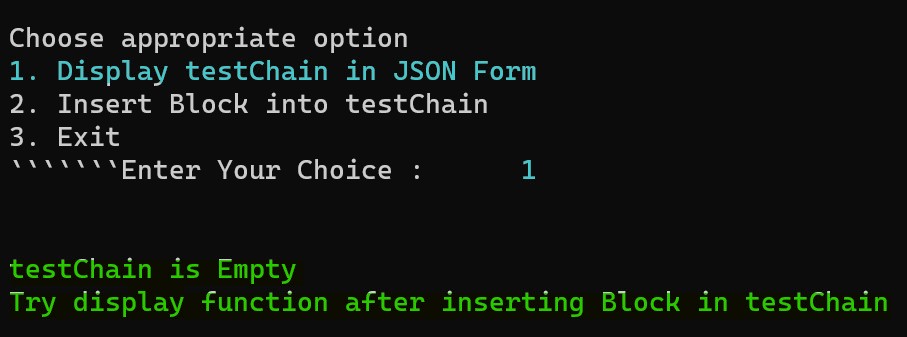 Choose appropriate option
1. Display testChain in JSON Form
2. Insert Block into testChain
3. Exit
```````Enter Your Choice :      1
testChain is Empty
Try display function after inserting Block in testChain